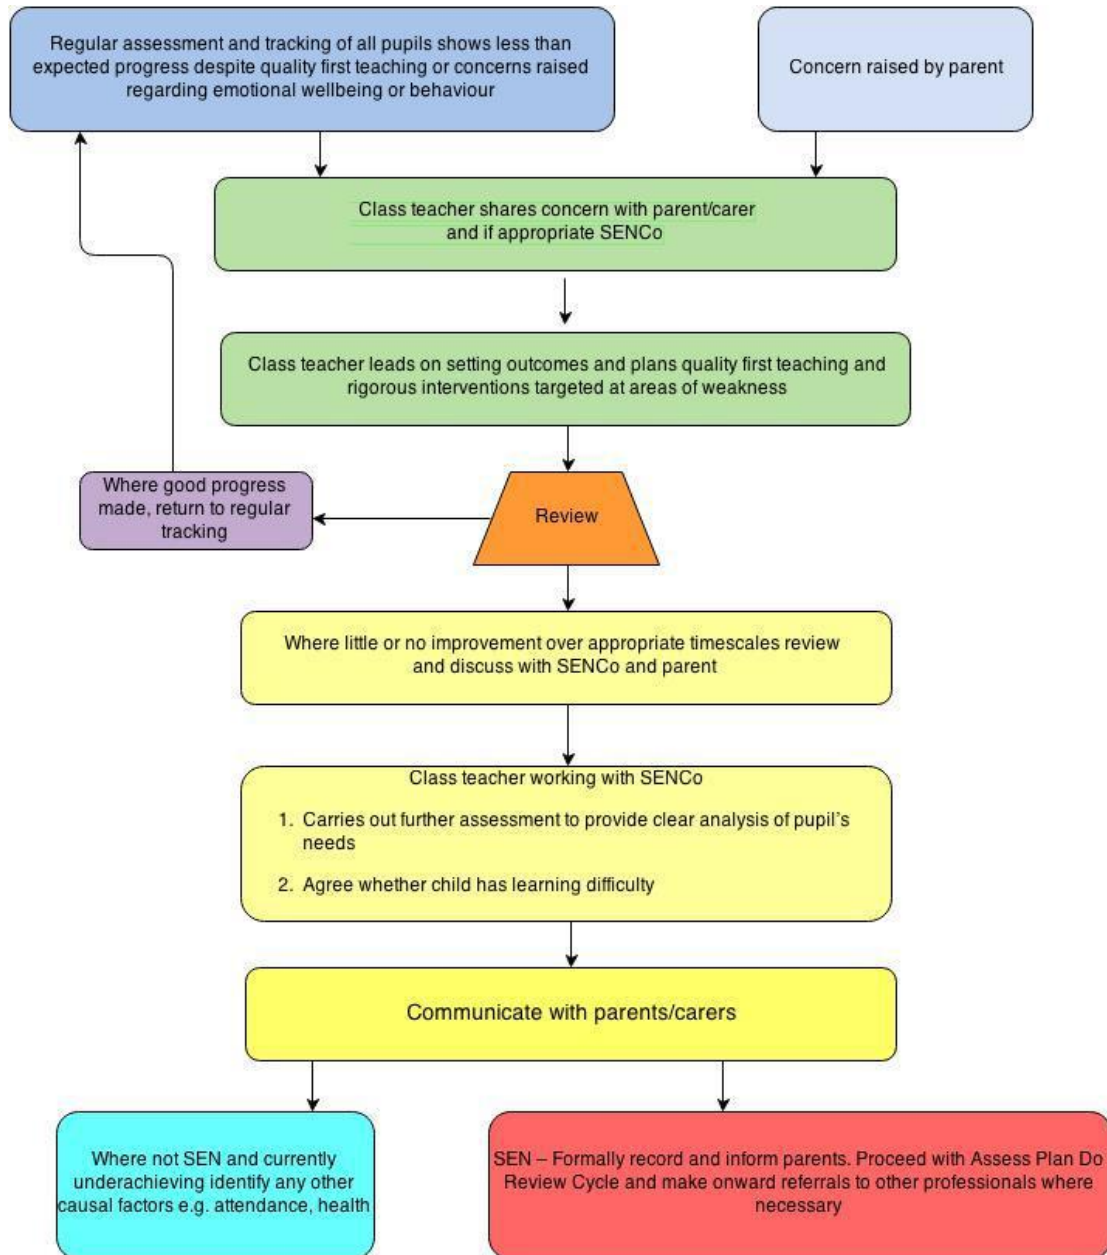 Regular assessment and tracking of all pupils shows less than
expected progress despite quality first teaching or concerns raised
regarding emotional wellbeing or behaviour
Concern raised by parent
Class teacher shares concern with parent/carer
and if appropriate SENCo
Class teacher leads on setting outcomes and plans quality first teaching and
rigorous interventions targeted at areas of weakness
Where good progress
made, return to regular
tracking
Review
Where little or no improvement over appropriate timescales review
and discuss with SENCo and parent
Class teacher working with SENCo
1. Carries out further assessment to provide clear analysis of pupil's
needs
2. Agree whether child has learning difficulty
Communicate with parents/carers
Where not SEN and currently
underachieving identify any other
causal factors e.g. attendance, health
SEN – Formally record and inform parents. Proceed with Assess Plan Do
Review Cycle and make onward referrals to other professionals where
necessary